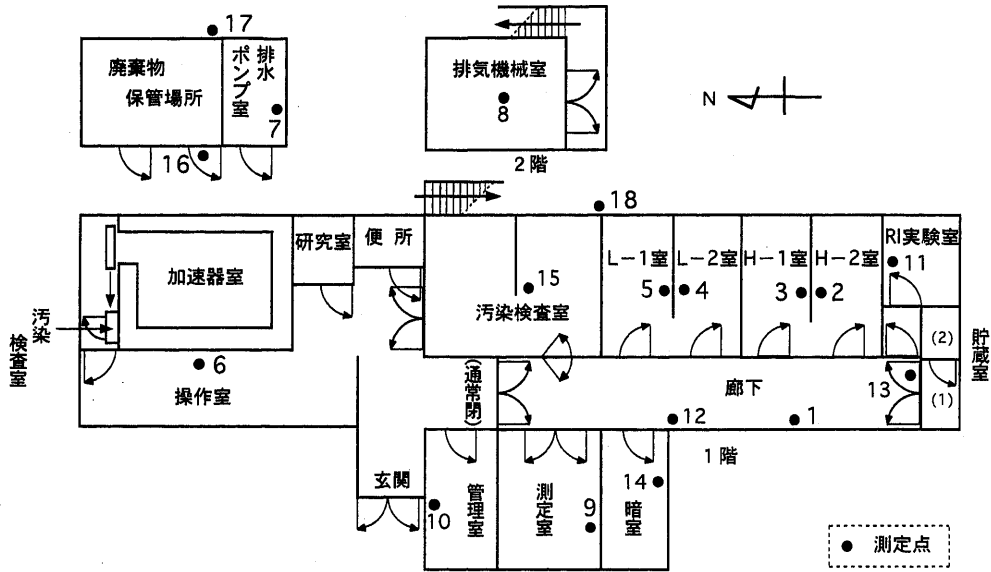 17
廃棄物
保管場所
排水
ポンプ室
7
16
排気機械室
8
2階
N
18
研究室
便所
加速器室
15
汚染検査室
L-1室
5
L-2室
4
H-1室
3
H-2室
2
RI実験室
11
汚染
検査室
6
操作室
(通常閉)
廊下
13
(2)
(1)
貯蔵室
12
1
1階
玄関
管理室
10
測定室
9
暗室
14
● 測定点